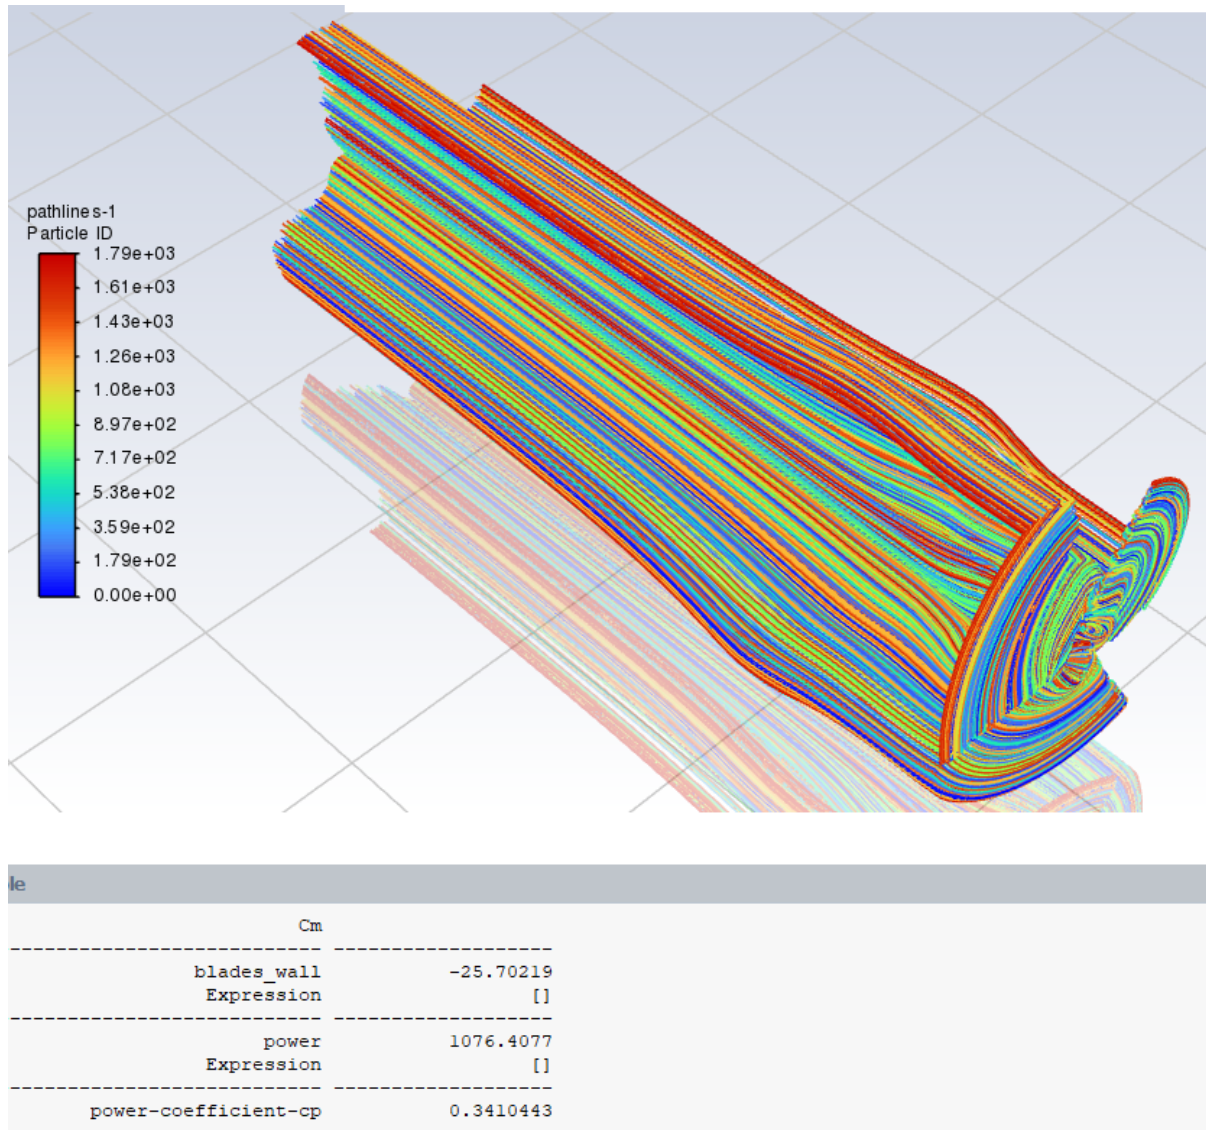 pathlines-1
Particle ID
1.79e+03
1.61e+03
1.43e+03
1.26e+03
1.08e+03
8.97e+02
7.17e+02
5.38e+02
3.59e+02
1.79e+02
0.00e+00
le
Cm
--------------------------- -------------------
blades_wall -25.70219
Expression []
--------------------------- -------------------
power 1076.4077
Expression []
--------------------------- -------------------
power-coefficient-cp 0.3410443